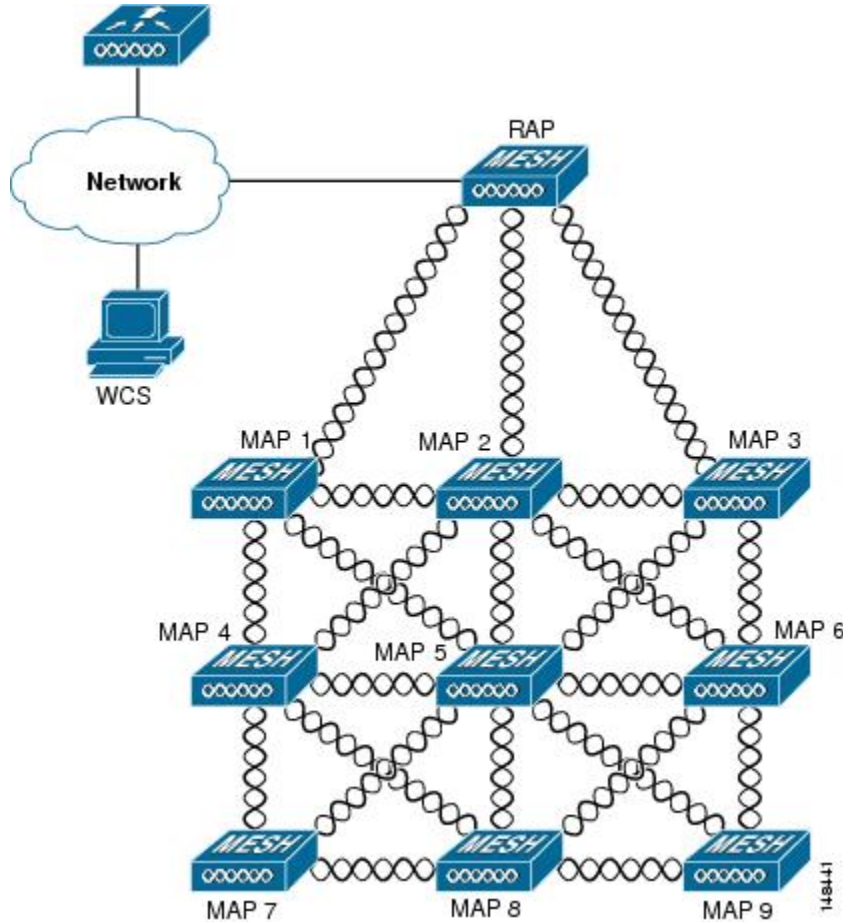 RAP
MESH
Network
WCS
MAP 1
MAP 2
MAP 3
MESH
MESH
MESH
MAP 4
MAP 5
MAP 6
MESH
MESH
MESH
MESH
MESH
MESH
MAP 7
MAP 8
MAP 9
148441